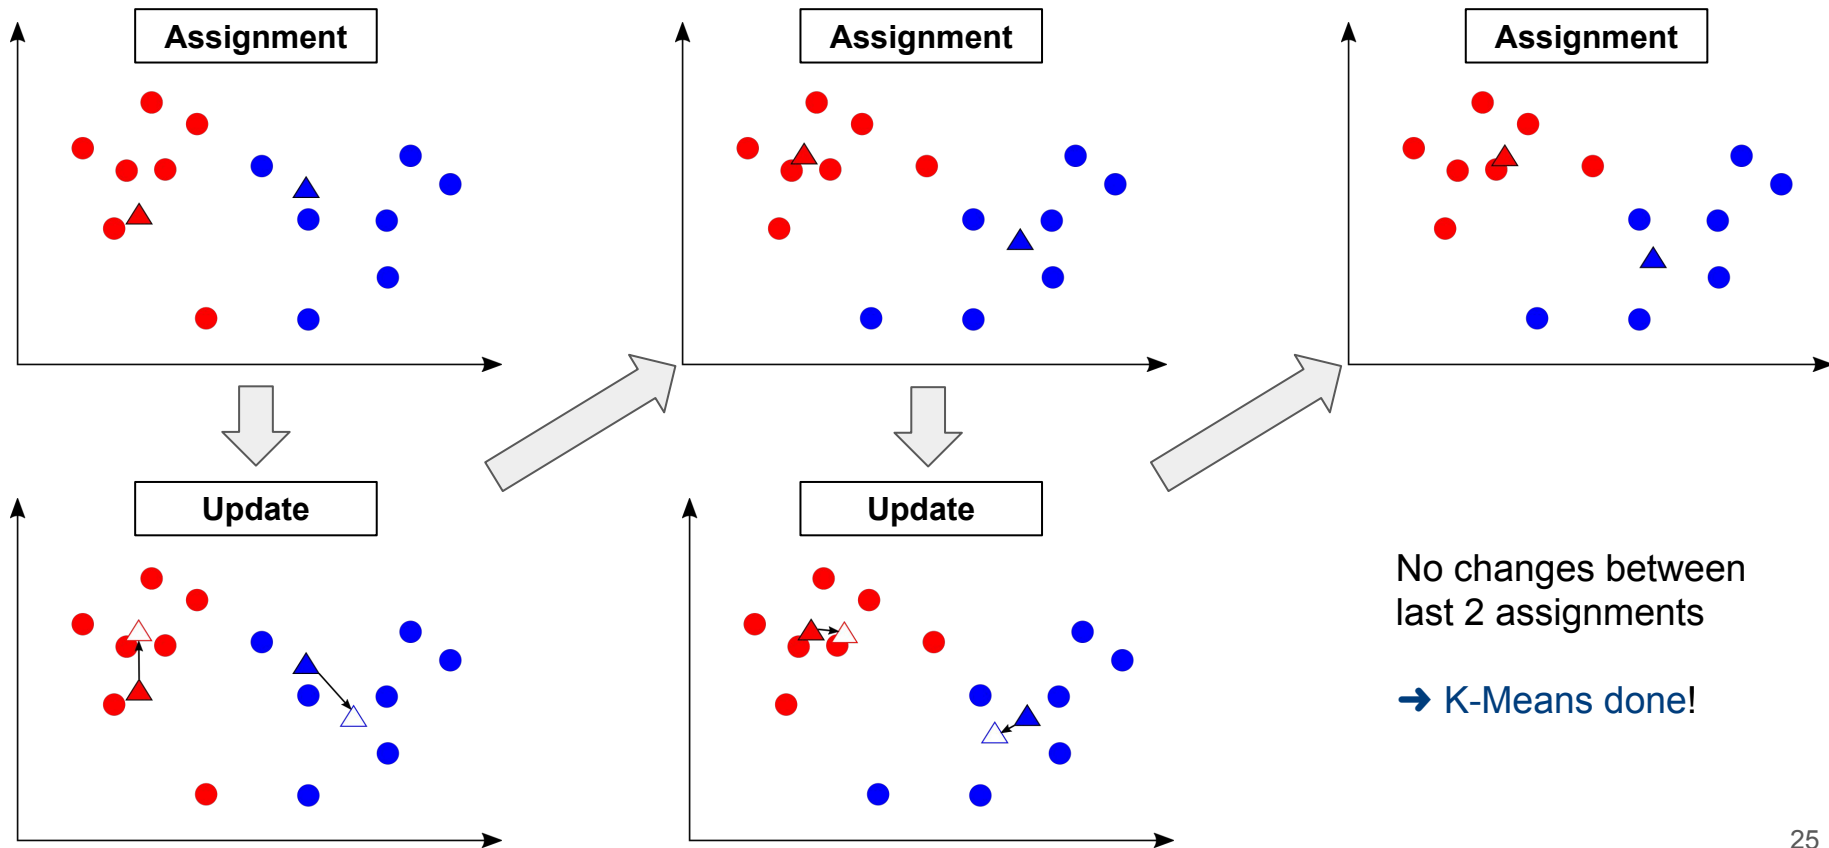 Assignment
Assignment
Assignment
Update
Update
No changes between
last 2 assignments
➜ K-Means done!
25